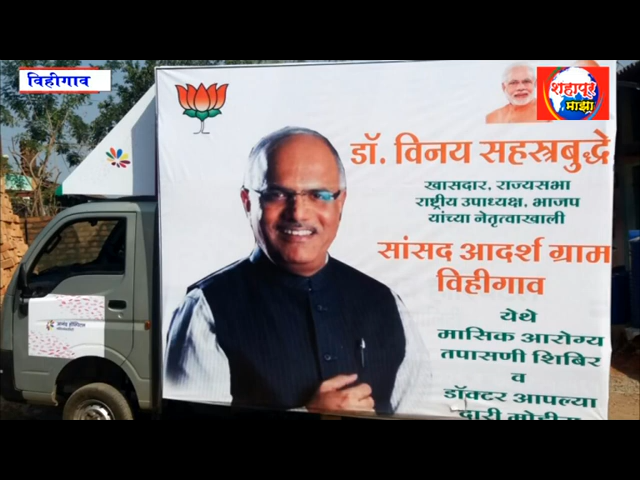 विहीगाव
शहापूर
माझा
डॉ. विनय सहस्रबुद्धे
खासदार, राज्यसभा
राष्ट्रीय उपाध्यक्ष, भाजप
यांच्या नेतृत्वाखाली
सांसद आदर्श ग्राम
विहीगाव
येथे
मासिक आरोग्य
तपासणी शिबिर
व
डॉक्टर आपल्या
दारी